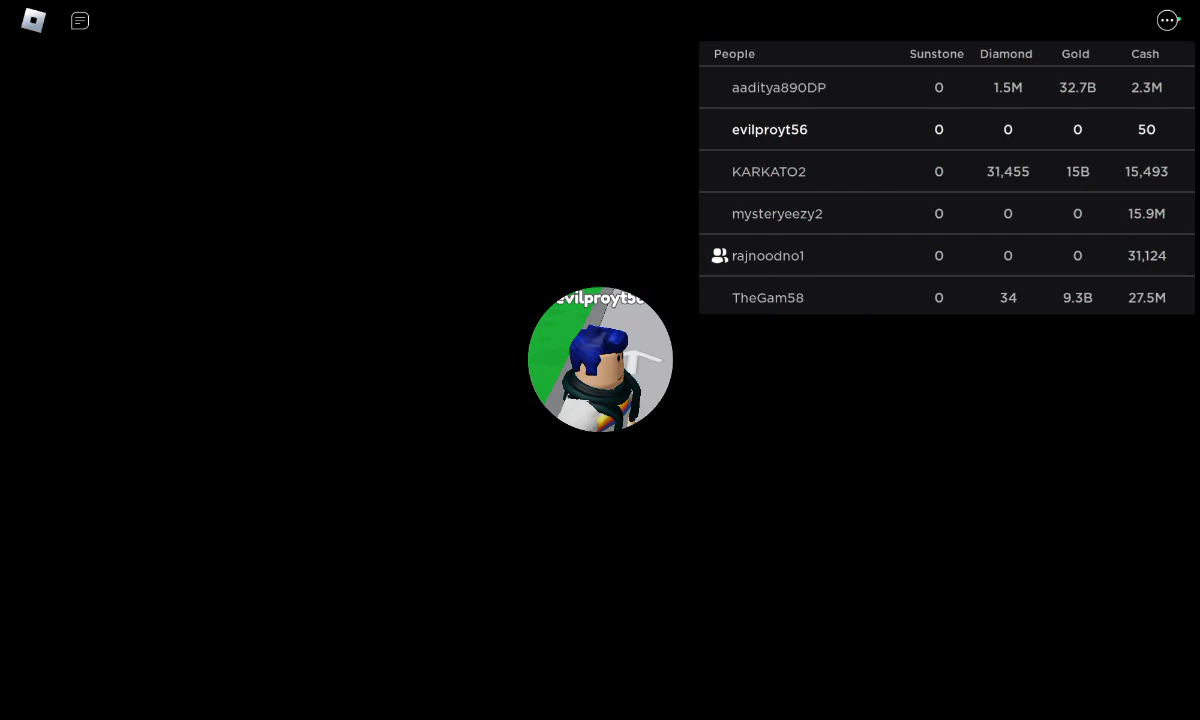 People Sunstone Diamond Gold Cash
aaditya890DP 0 1.5M 32.7B 2.3M
evilproyt56 0 0 0 50
KARKATO2 0 31,455 15B 15,493
mysteryeezy2 0 0 0 15.9M
rajnoodno1 0 0 0 31,124
TheGam58 0 34 9.3B 27.5M
evilproyt56